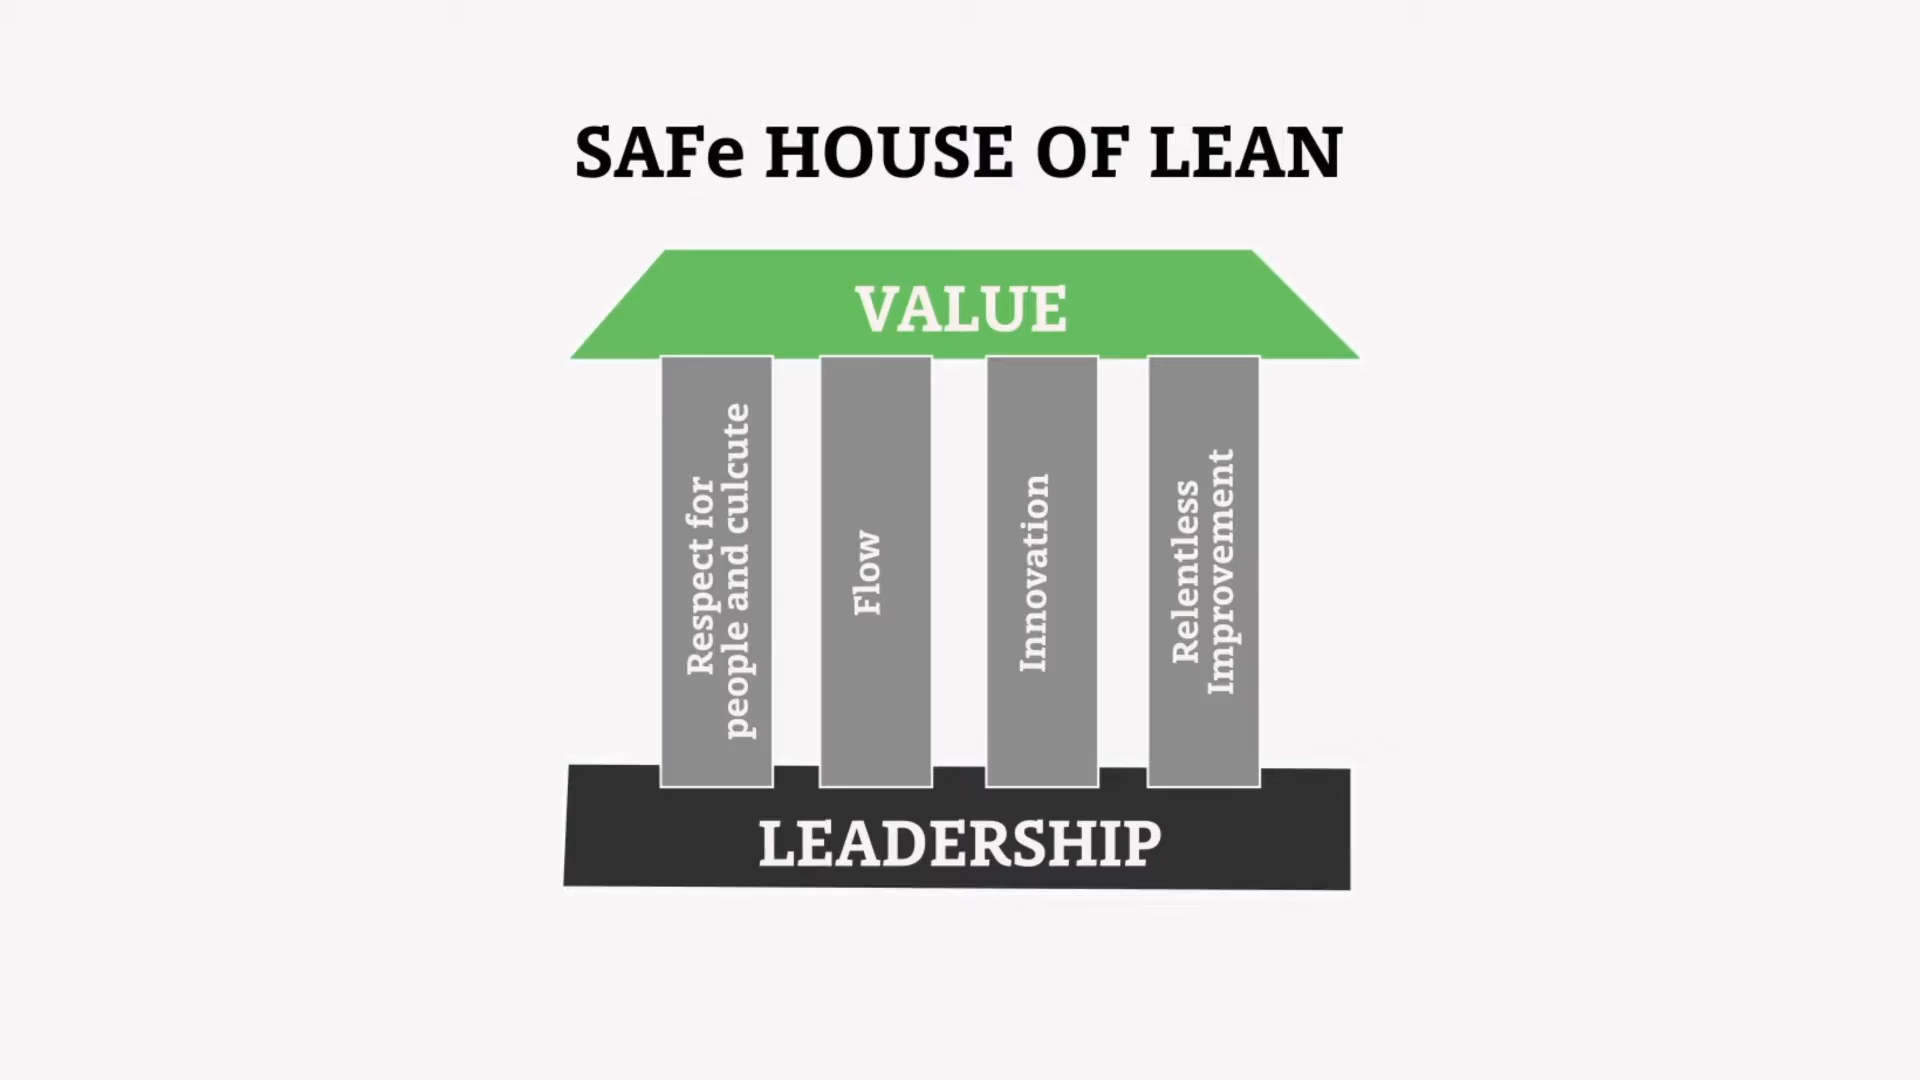 SAFe HOUSE OF LEAN
VALUE
Respect for
people and culcute
Flow
Innovation
Relentless
Improvement
LEADERSHIP